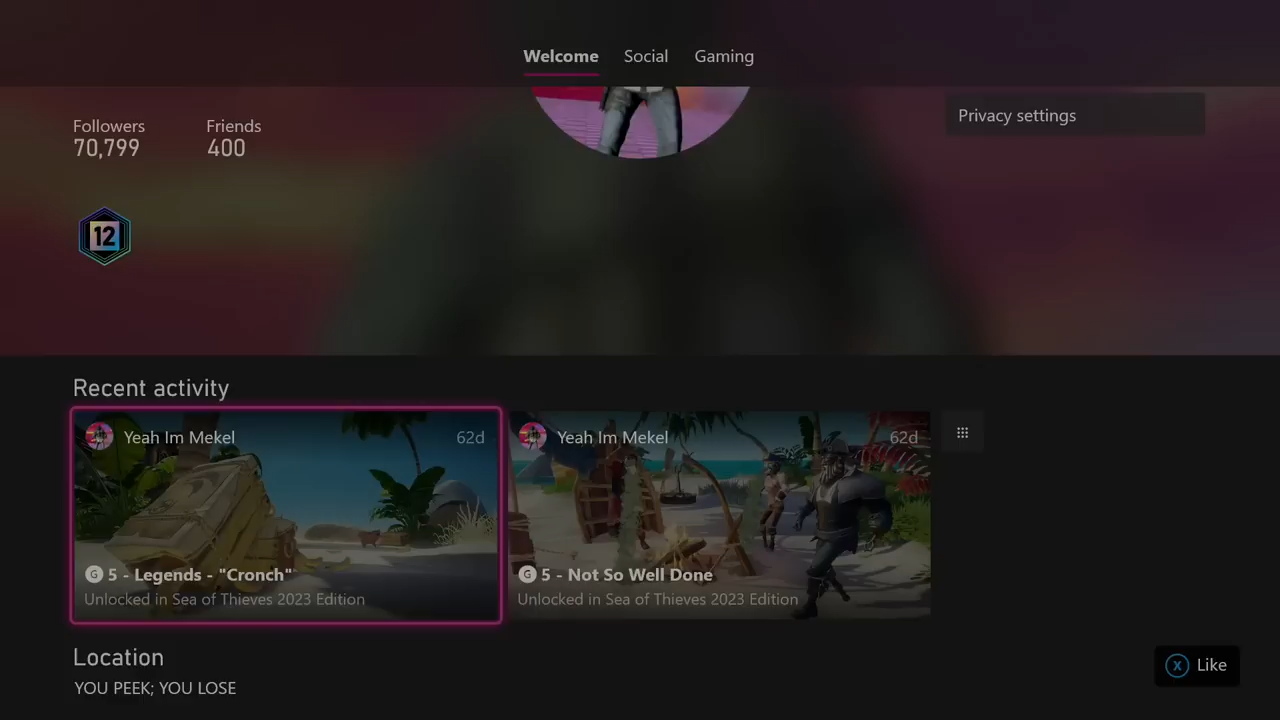 Welcome Social Gaming
Followers Friends
70,799 400
Privacy settings
12
Recent activity
Yeah Im Mekel 62d
G 5 - Legends - "Cronch"
Unlocked in Sea of Thieves 2023 Edition
Yeah Im Mekel 62d
G 5 - Not So Well Done
Unlocked in Sea of Thieves 2023 Edition
Location
YOU PEEK; YOU LOSE
X Like